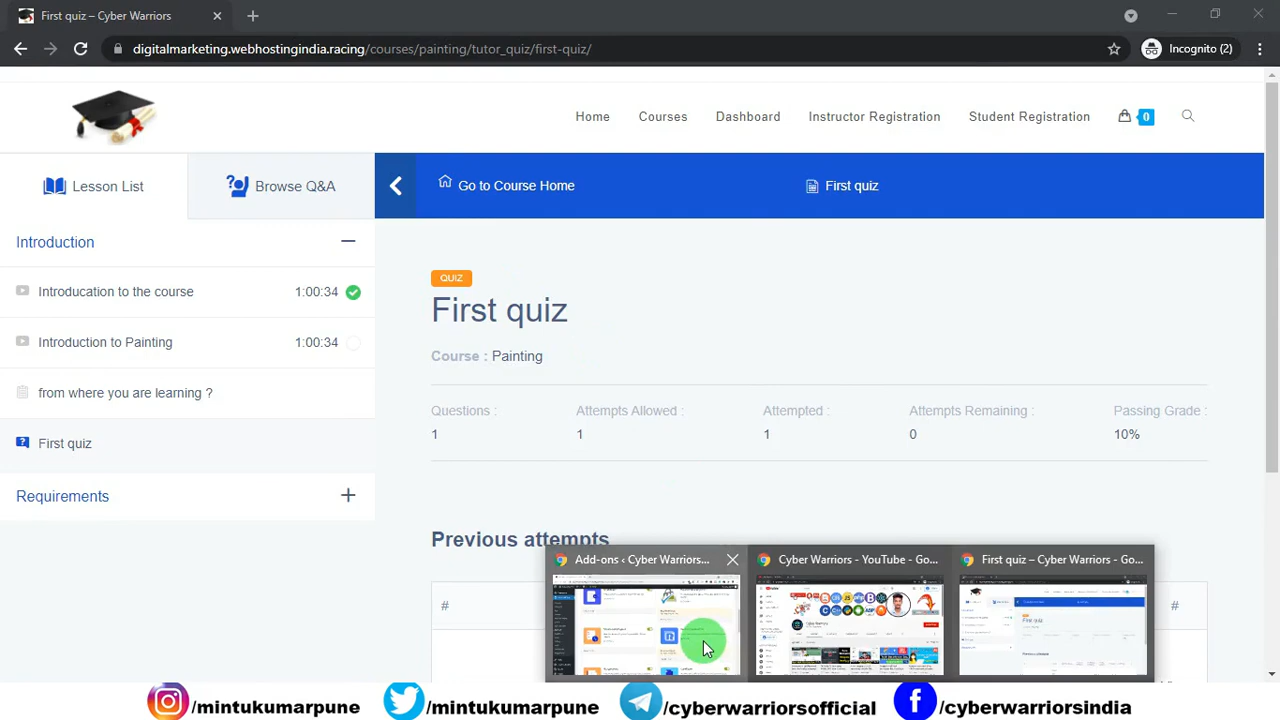 First quiz – Cyber Warriors
digitalmarketing.webhostingindia.racing/courses/painting/tutor_quiz/first-quiz/
Incognito (2)
Home Courses Dashboard Instructor Registration Student Registration 0
Lesson List Browse Q&A
Go to Course Home First quiz
Introduction
Introducation to the course 1:00:34
Introduction to Painting 1:00:34
from where you are learning ?
First quiz
Requirements
QUIZ
First quiz
Course : Painting
Questions : Attempts Allowed : Attempted : Attempts Remaining : Passing Grade :
1 1 1 0 10%
Previous attempts
# #
Add-ons ‹ Cyber Warriors...
Cyber Warriors - YouTube - Go...
First quiz – Cyber Warriors - Go...
/mintukumarpune /mintukumarpune /cyberwarriorsofficial /cyberwarriorsindia